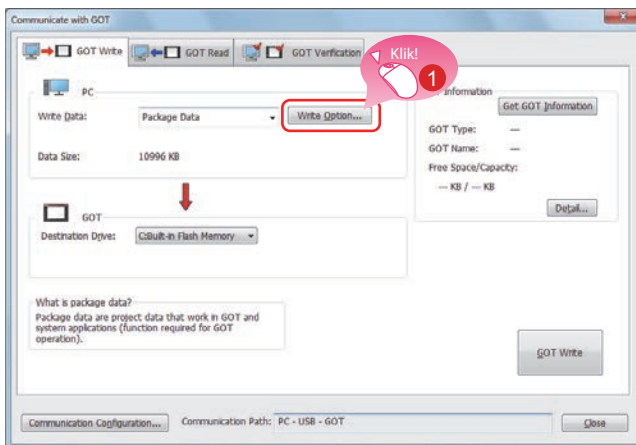 Communicate with GOT
GOT Write
GOT Read
GOT Verification
Klik!
1
PC
Write Data:
Package Data
Write Option...
Data Size:
10996 KB
GOT
Destination Drive:
C:Built-in Flash Memory
What is package data?
Package data are project data that work in GOT and
system applications (function required for GOT
operation).
Information
Get GOT Information
GOT Type: ---
GOT Name: ---
Free Space/Capacity:
--- KB / --- KB
Detail...
GOT Write
Communication Configuration...
Communication Path: PC - USB - GOT
Close